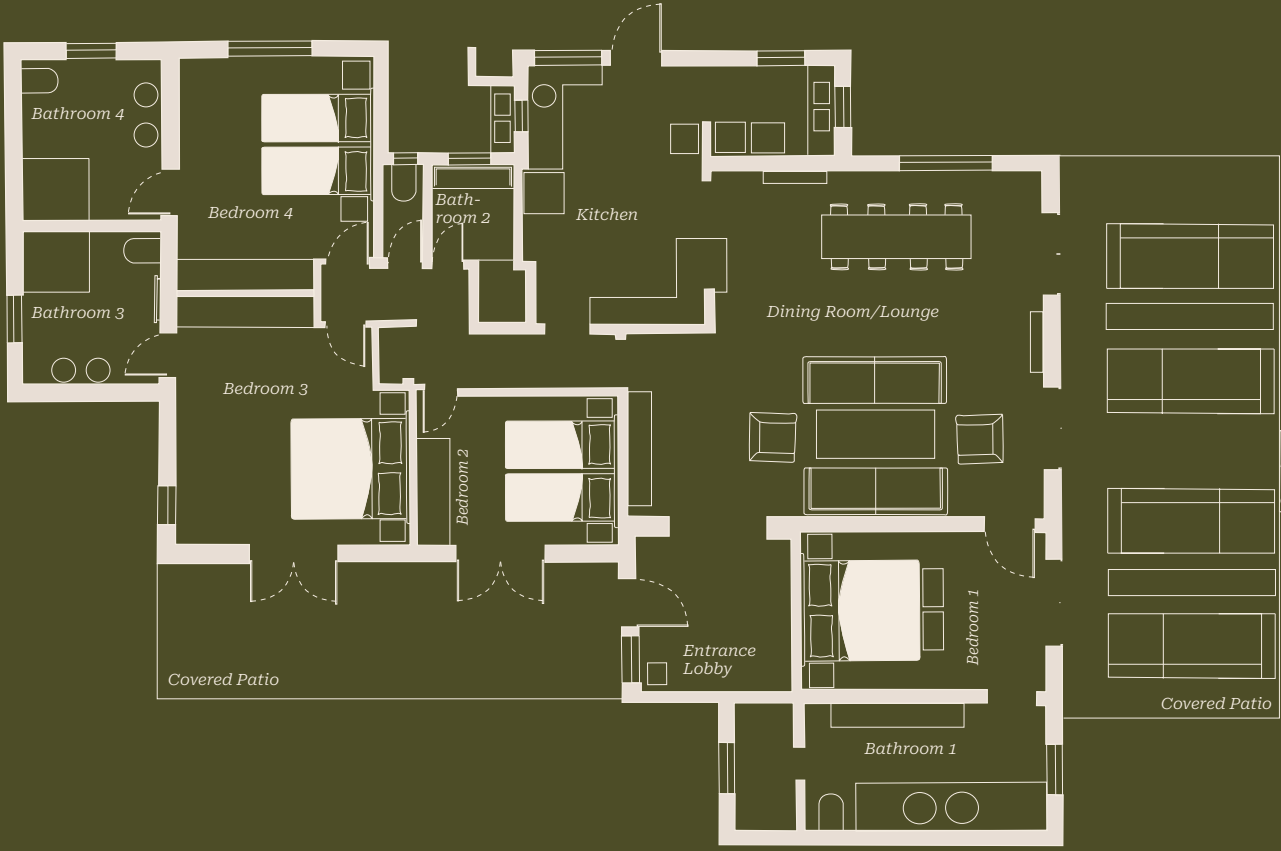 Bathroom 4
Bedroom 4
Bath-
room 2
Kitchen
Bathroom 3
Dining Room/Lounge
Bedroom 3
Bedroom 2
Bedroom 1
Entrance
Lobby
Covered Patio
Covered Patio
Bathroom 1